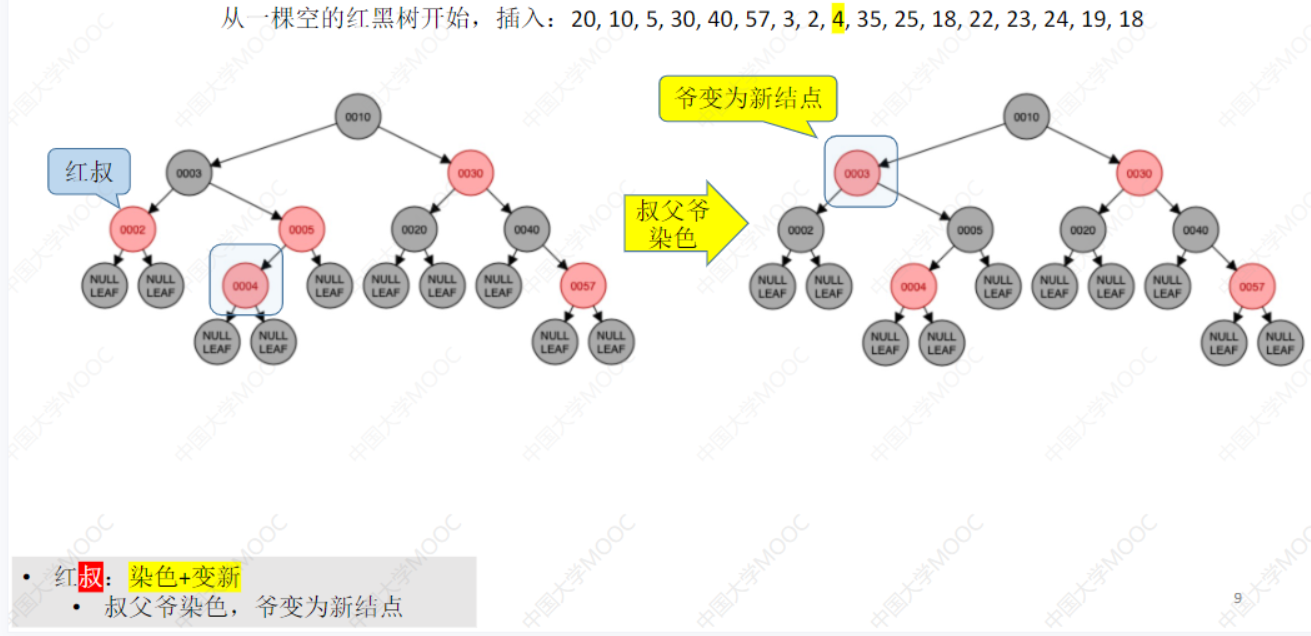 从一棵空的红黑树开始，插入：20, 10, 5, 30, 40, 57, 3, 2, 4, 35, 25, 18, 22, 23, 24, 19, 18
爷变为新结点
0010
0010
红叔
0003
0030
0003
0030
叔父爷
染色
0002
0005
0020
0040
0002
0005
0020
0040
NULL LEAF
NULL LEAF
0004
NULL LEAF
NULL LEAF
NULL LEAF
NULL LEAF
0057
NULL LEAF
NULL LEAF
0004
NULL LEAF
NULL LEAF
NULL LEAF
NULL LEAF
0057
NULL LEAF
NULL LEAF
NULL LEAF
NULL LEAF
NULL LEAF
NULL LEAF
NULL LEAF
NULL LEAF
• 红叔：染色+变新
• 叔父爷染色，爷变为新结点
9
中国大学MOOC